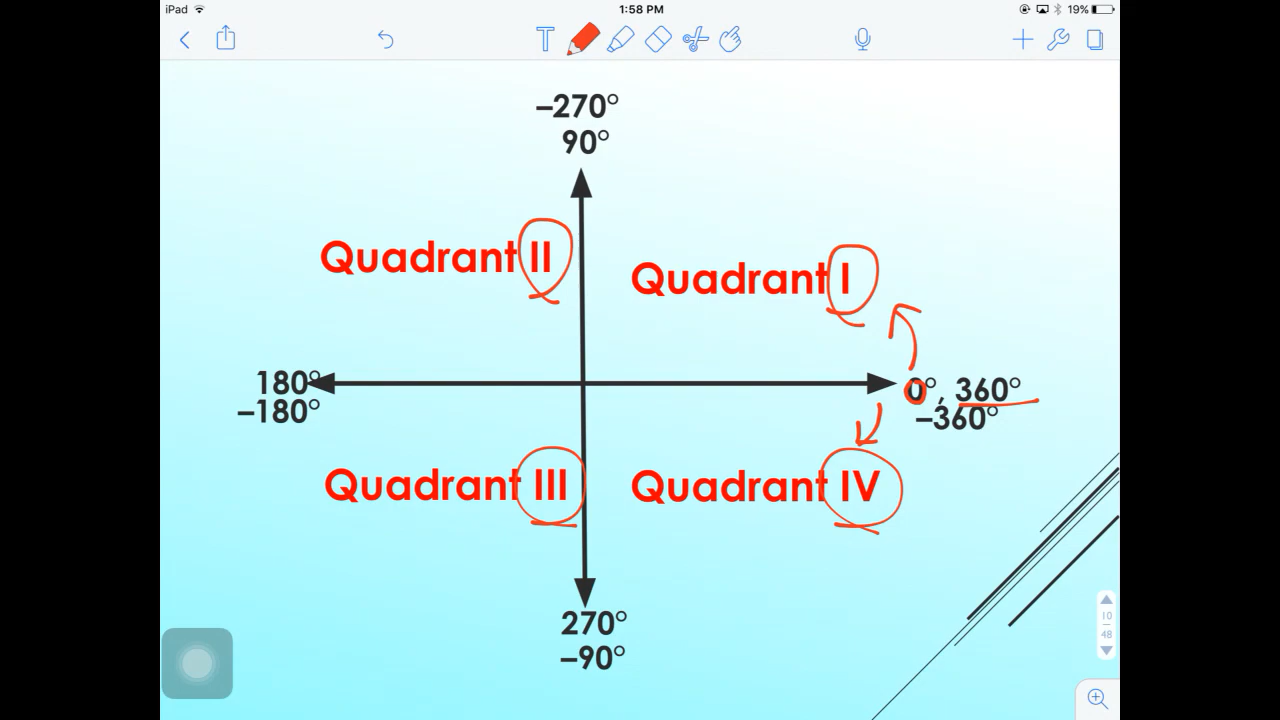 iPad 1:58 PM 19%
T
–270°
90°
Quadrant II
Quadrant I
180°
–180°
0°, 360°
–360°
Quadrant III
Quadrant IV
270°
–90°
10
48